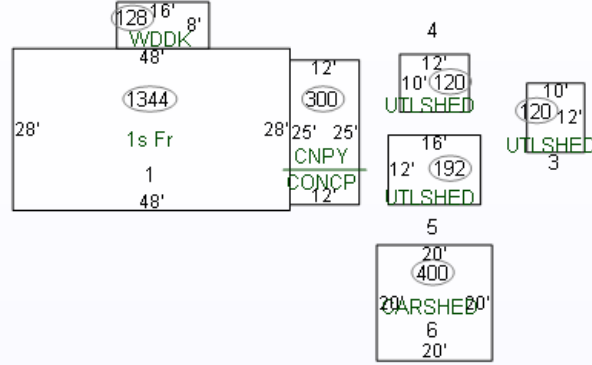 128 16' 8'
WDDK
48'
1344
28' 28'
1s Fr
1
48'
12'
300
25' 25'
CNPY
CONCP
12'
4
12'
10' 120
UTLSHED
10'
120 12'
UTLSHED
3
16'
12' 192
UTLSHED
5
20'
400
20' 20'
CARSHED
6
20'